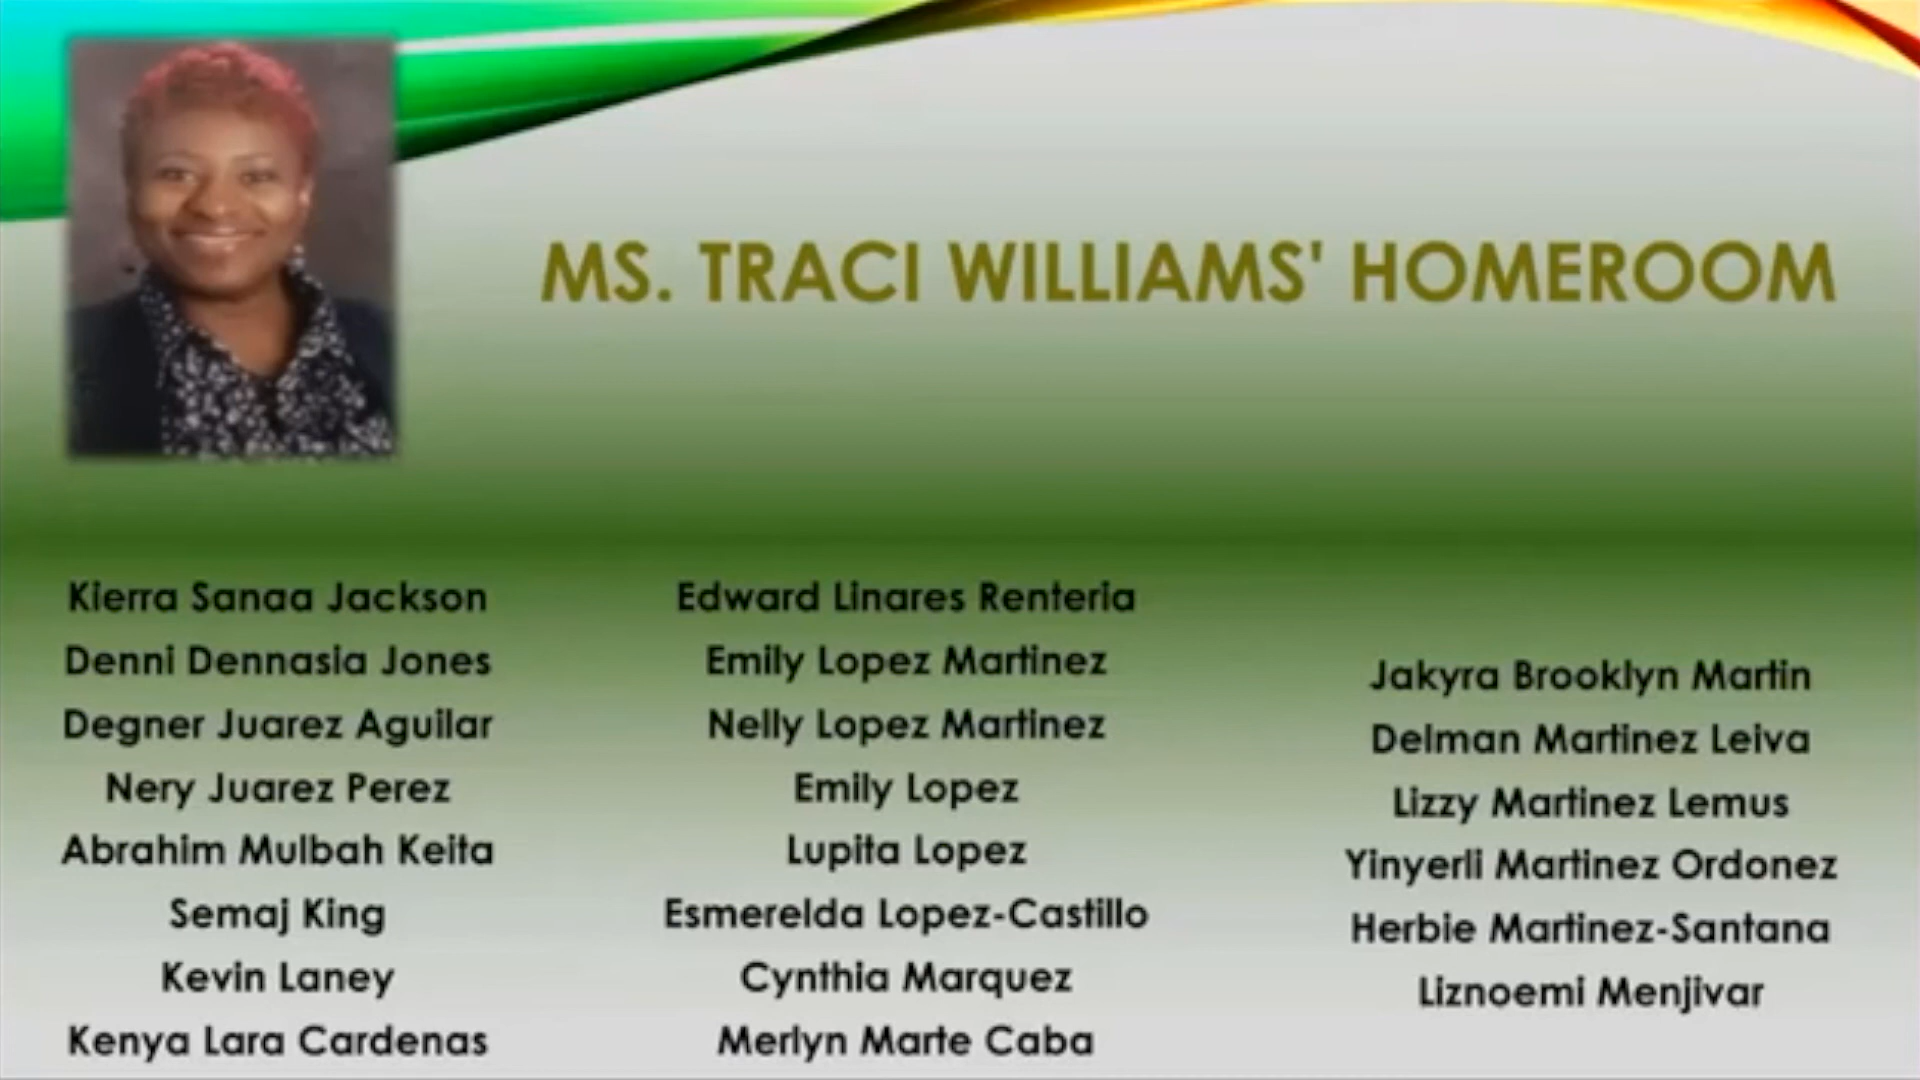 MS. TRACI WILLIAMS' HOMEROOM
Kierra Sanaa Jackson
Denni Dennasia Jones
Degner Juarez Aguilar
Nery Juarez Perez
Abrahim Mulbah Keita
Semaj King
Kevin Laney
Kenya Lara Cardenas
Edward Linares Renteria
Emily Lopez Martinez
Nelly Lopez Martinez
Emily Lopez
Lupita Lopez
Esmerelda Lopez-Castillo
Cynthia Marquez
Merlyn Marte Caba
Jakyra Brooklyn Martin
Delman Martinez Leiva
Lizzy Martinez Lemus
Yinyerli Martinez Ordonez
Herbie Martinez-Santana
Liznoemi Menjivar